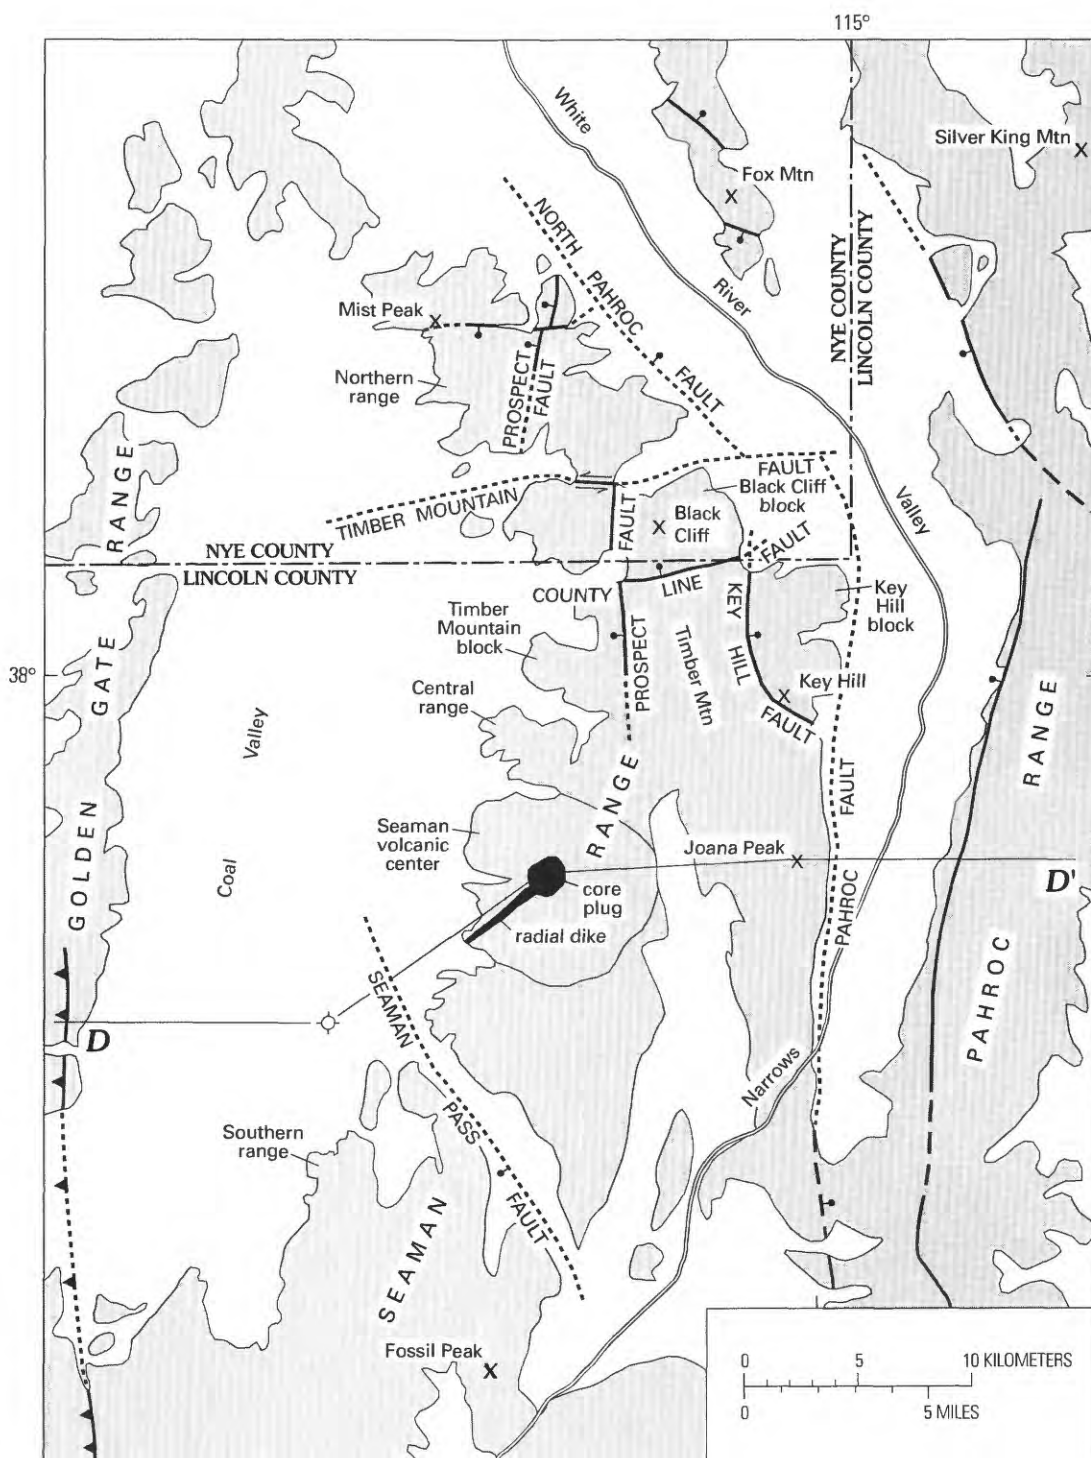 115°
White
River
Valley
Silver King Mtn
Fox Mtn
NORTH PAHROC FAULT
NYE COUNTY
LINCOLN COUNTY
Mist Peak
Northern
range
PROSPECT
FAULT
RANGE
TIMBER MOUNTAIN
FAULT
Black Cliff
block
FAULT
Black
Cliff
FAULT
NYE COUNTY
LINCOLN COUNTY
COUNTY
LINE
KEY
HILL
FAULT
Key
Hill
block
Timber
Mountain
block
PROSPECT
Timber Mtn
Key Hill
38°
GATE
Central
range
Valley
RANGE
FAULT
RANGE
Seaman
volcanic
center
Joana Peak
GOLDEN
Coal
core
plug
radial dike
D'
PAHROC
PAHROC
SEAMAN
D
Narrows
PASS
Southern
range
FAULT
SEAMAN
Fossil Peak
0 5 10 KILOMETERS
0 5 MILES